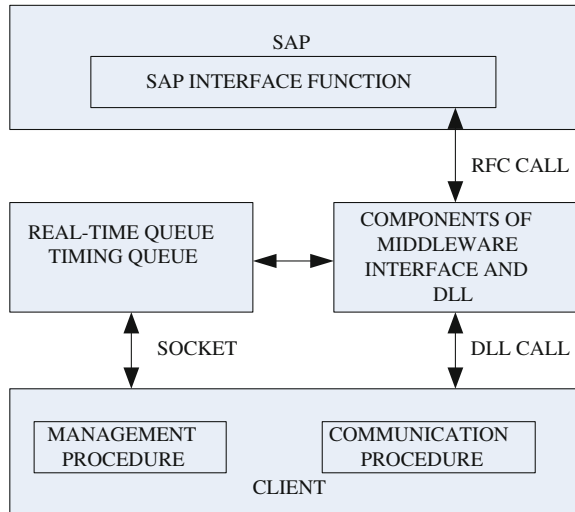 SAP
SAP INTERFACE FUNCTION
RFC CALL
REAL-TIME QUEUE
TIMING QUEUE
COMPONENTS OF
MIDDLEWARE
INTERFACE AND
DLL
SOCKET
DLL CALL
MANAGEMENT
PROCEDURE
COMMUNICATION
PROCEDURE
CLIENT